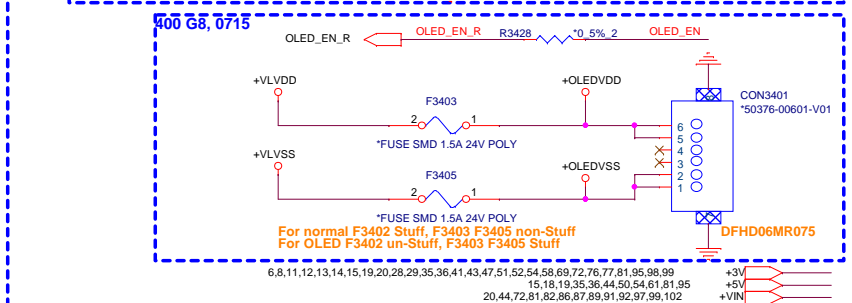 400 G8, 0715
OLED_EN_R OLED_EN_R R3428 *0_5%_2 OLED_EN
+VLVDD F3403 +OLEDVDD CON3401
*50376-00601-V01
2 1
*FUSE SMD 1.5A 24V POLY
6
5
4
3
2
1
+VLVSS F3405 +OLEDVSS
2 1
*FUSE SMD 1.5A 24V POLY
For normal F3402 Stuff, F3403 F3405 non-Stuff
For OLED F3402 un-Stuff, F3403 F3405 Stuff
DFHD06MR075
6,8,11,12,13,14,15,19,20,28,29,35,36,41,43,47,51,52,54,58,69,72,76,77,81,95,98,99 +3V
15,18,19,35,36,44,50,54,61,81,95 +5V
20,44,72,81,82,86,87,89,91,92,97,99,102 +VIN